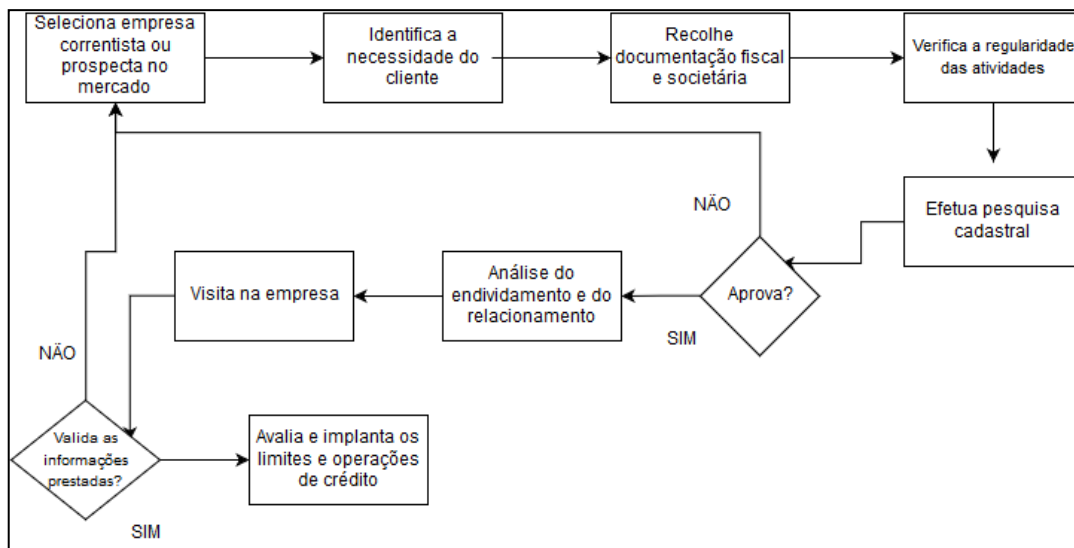 Seleciona empresa
correntista ou
prospecta no
mercado
Identifica a
necessidade do
cliente
Recolhe
documentação fiscal
e societária
Verifica a regularidade
das atividades
Efetua pesquisa
cadastral
NÃO
Aprova?
SIM
Análise do
endividamento e do
relacionamento
Visita na empresa
NÃO
Valida as
informações
prestadas?
SIM
Avalia e implanta os
limites e operações
de crédito